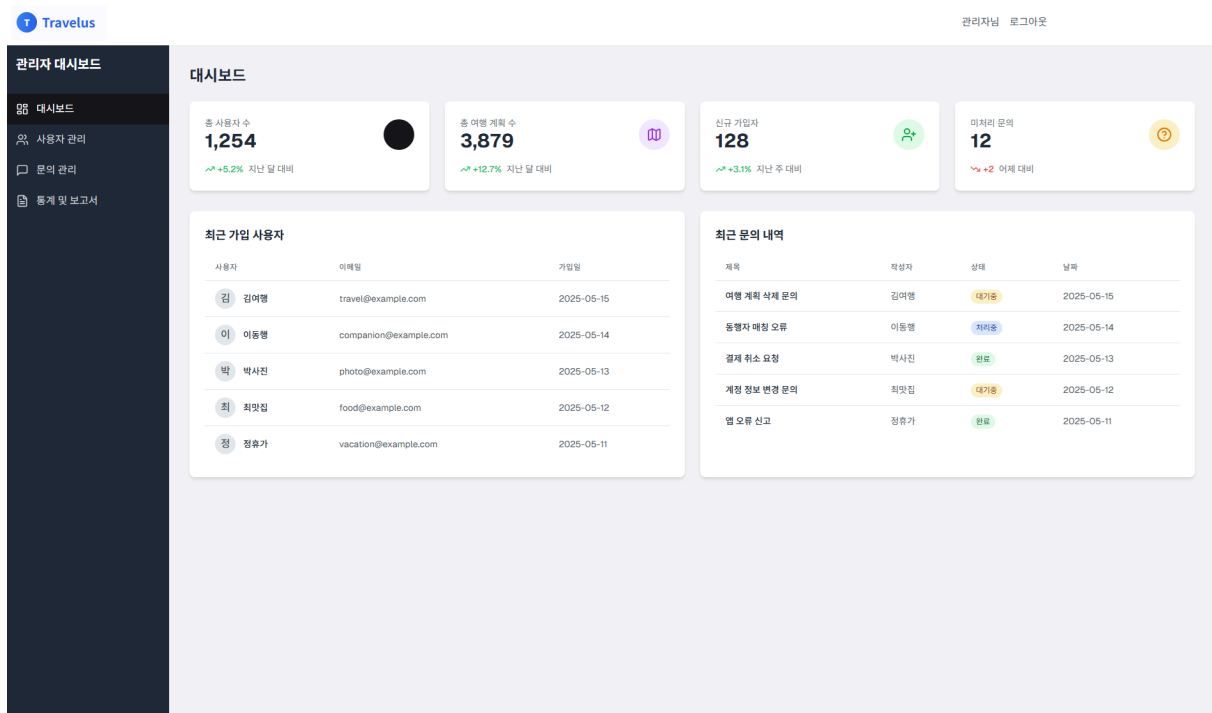 T Travelus
관리자님 로그아웃
관리자 대시보드
대시보드
사용자 관리
문의 관리
통계 및 보고서
대시보드
총 사용자 수
1,254
+5.2% 지난 달 대비
총 여행 계획 수
3,879
+12.7% 지난 달 대비
신규 가입자
128
+3.1% 지난 주 대비
미처리 문의
12
+2 어제 대비
최근 가입 사용자
사용자 이메일 가입일
김 김여행 travel@example.com 2025-05-15
이 이동행 companion@example.com 2025-05-14
박 박사진 photo@example.com 2025-05-13
최 최맛집 food@example.com 2025-05-12
정 정휴가 vacation@example.com 2025-05-11
최근 문의 내역
제목 작성자 상태 날짜
여행 계획 삭제 문의 김여행 대기중 2025-05-15
동행자 매칭 오류 이동행 처리중 2025-05-14
결제 취소 요청 박사진 완료 2025-05-13
계정 정보 변경 문의 최맛집 대기중 2025-05-12
앱 오류 신고 정휴가 완료 2025-05-11